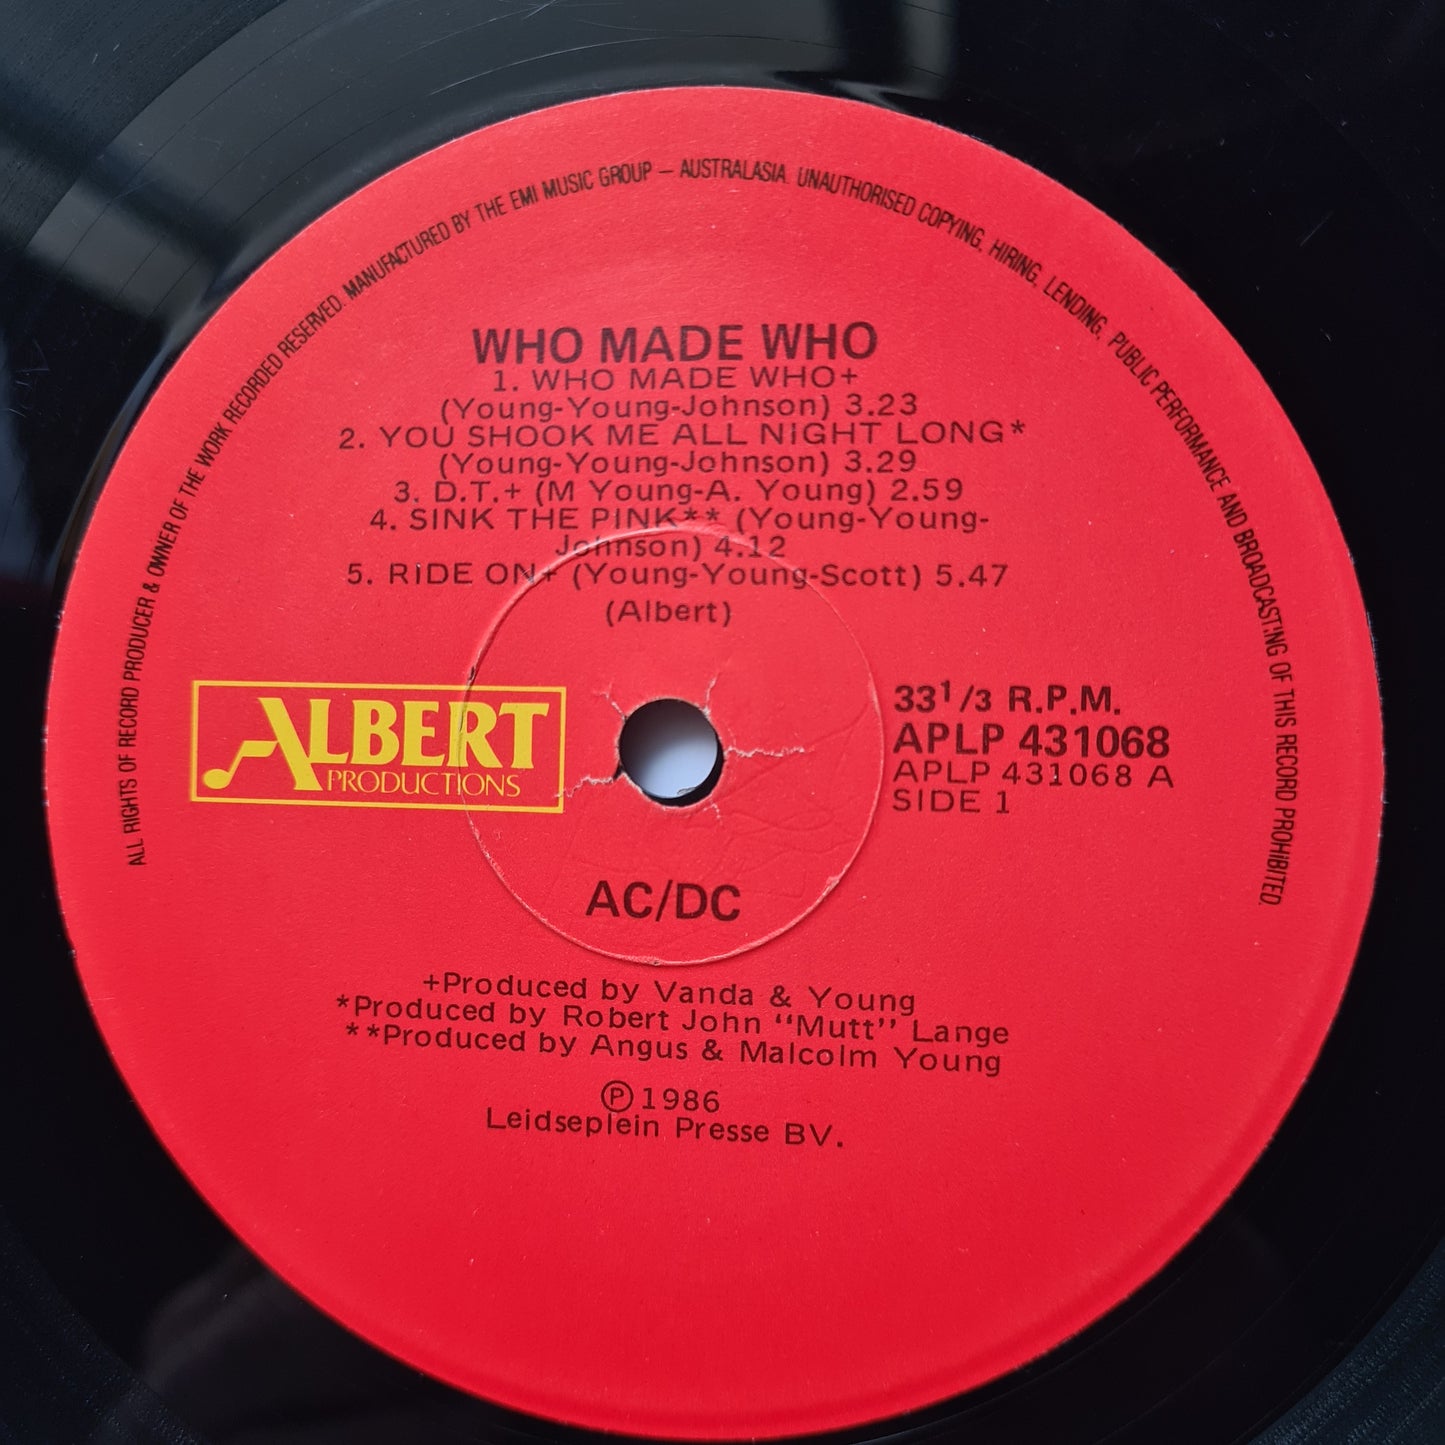 ALL RIGHTS OF RECORD PRODUCER & OWNER OF THE WORK RECORDED RESERVED. MANUFACTURED BY THE EMI MUSIC GROUP – AUSTRALASIA. UNAUTHORISED COPYING, HIRING, LENDING, PUBLIC PERFORMANCE AND BROADCASTING OF THIS RECORD PROHIBITED.
WHO MADE WHO
1. WHO MADE WHO+
(Young-Young-Johnson) 3.23
2. YOU SHOOK ME ALL NIGHT LONG*
(Young-Young-Johnson) 3.29
3. D.T.+ (M Young-A. Young) 2.59
4. SINK THE PINK** (Young-Young-
Johnson) 4.12
5. RIDE ON+ (Young-Young-Scott) 5.47
(Albert)
ALBERT
PRODUCTIONS
33 1/3 R.P.M.
APLP 431068
APLP 431068 A
SIDE 1
AC/DC
+Produced by Vanda & Young
*Produced by Robert John "Mutt" Lange
**Produced by Angus & Malcolm Young
Ⓟ 1986
Leidseplein Presse BV.